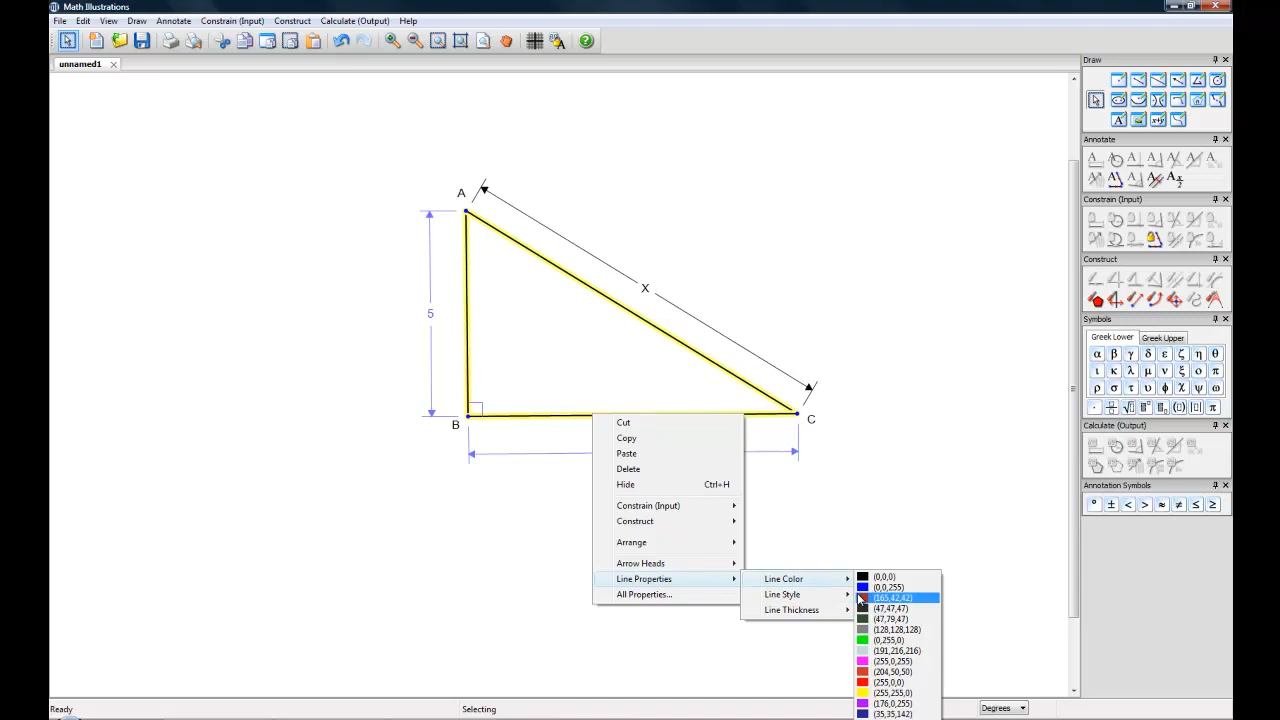 Math Illustrations
File Edit View Draw Annotate Constrain (Input) Construct Calculate (Output) Help
unnamed1
Draw
A x+y
Annotate
Constrain (Input)
Construct
Symbols
Greek Lower Greek Upper
α β γ δ ε ζ η θ
ι κ λ μ ν ξ ο π
ρ σ τ υ φ χ ψ ω
Calculate (Output)
Annotation Symbols
° ± < > ≈ ≠ ≤ ≥
A
X
5
B
C
Cut
Copy
Paste
Delete
Hide Ctrl+H
Constrain (Input)
Construct
Arrange
Arrow Heads
Line Properties
All Properties...
Line Color
Line Style
Line Thickness
(0,0,0)
(0,0,255)
(165,42,42)
(47,47,47)
(47,79,47)
(128,128,128)
(0,255,0)
(191,216,216)
(255,0,255)
(204,50,50)
(255,0,0)
(255,255,0)
(176,0,255)
(35,35,142)
Ready Selecting Degrees